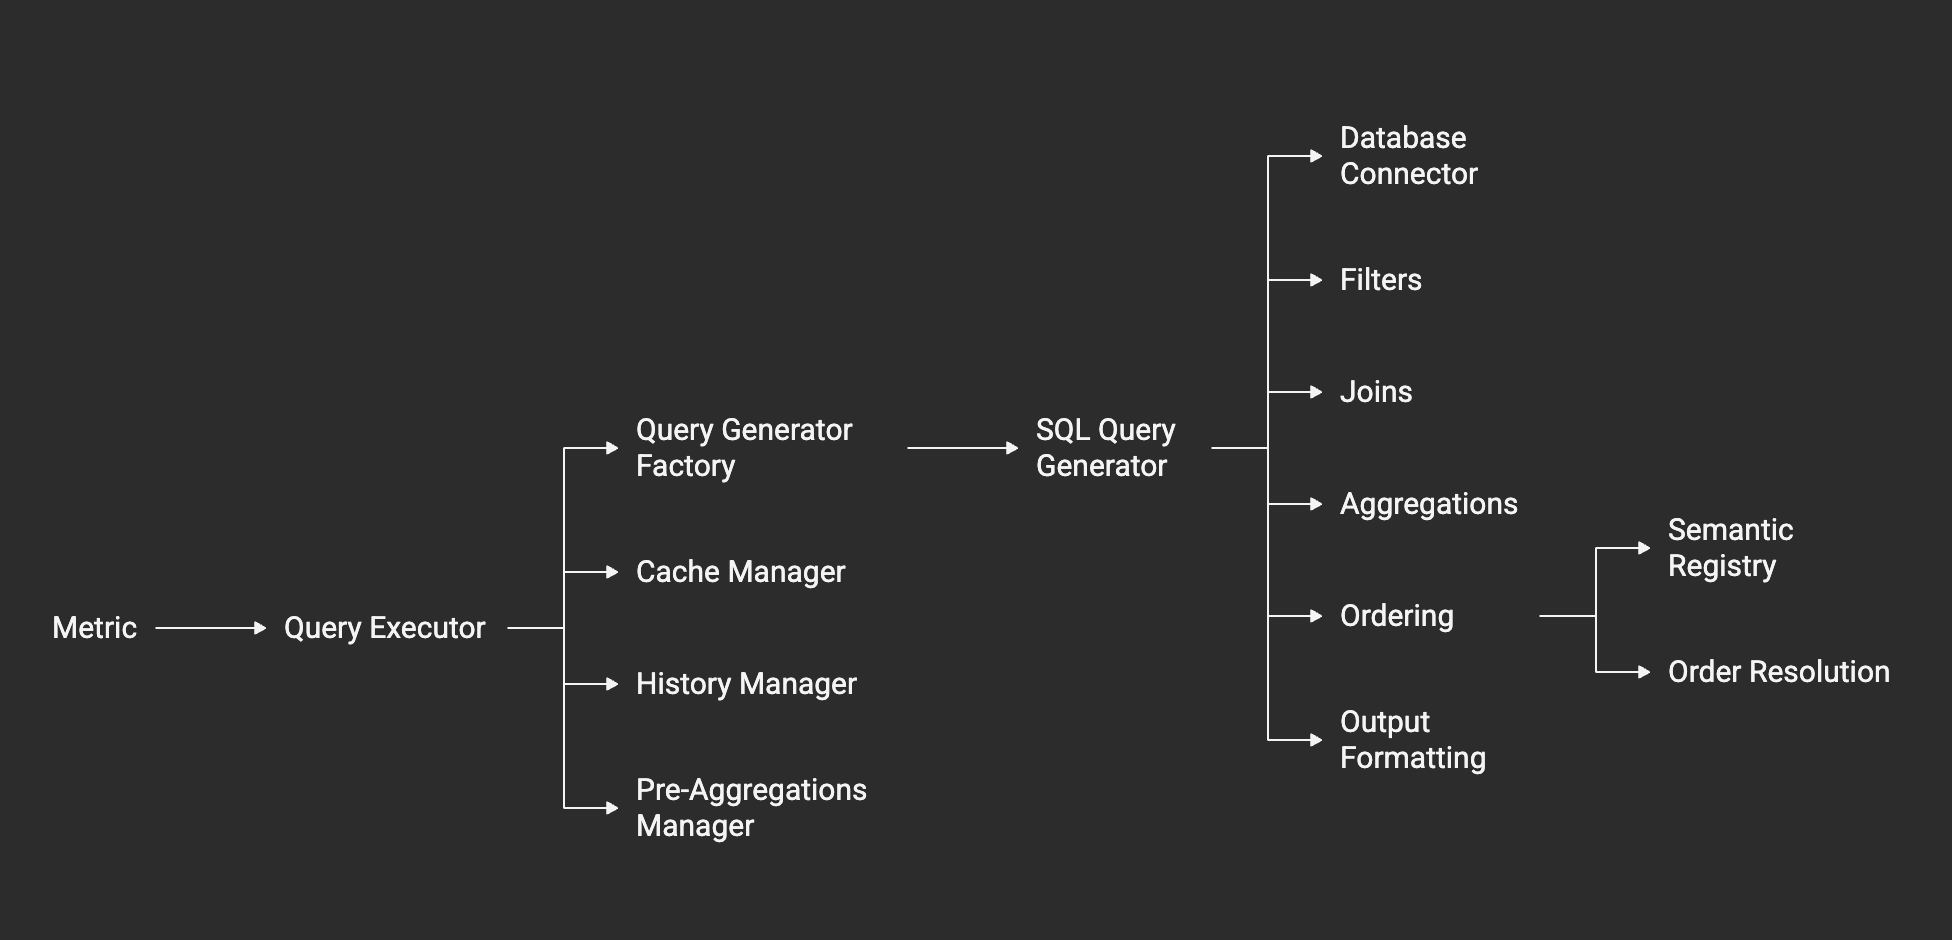 Metric
Query Executor
Query Generator
Factory
Cache Manager
History Manager
Pre-Aggregations
Manager
SQL Query
Generator
Database
Connector
Filters
Joins
Aggregations
Ordering
Output
Formatting
Semantic
Registry
Order Resolution